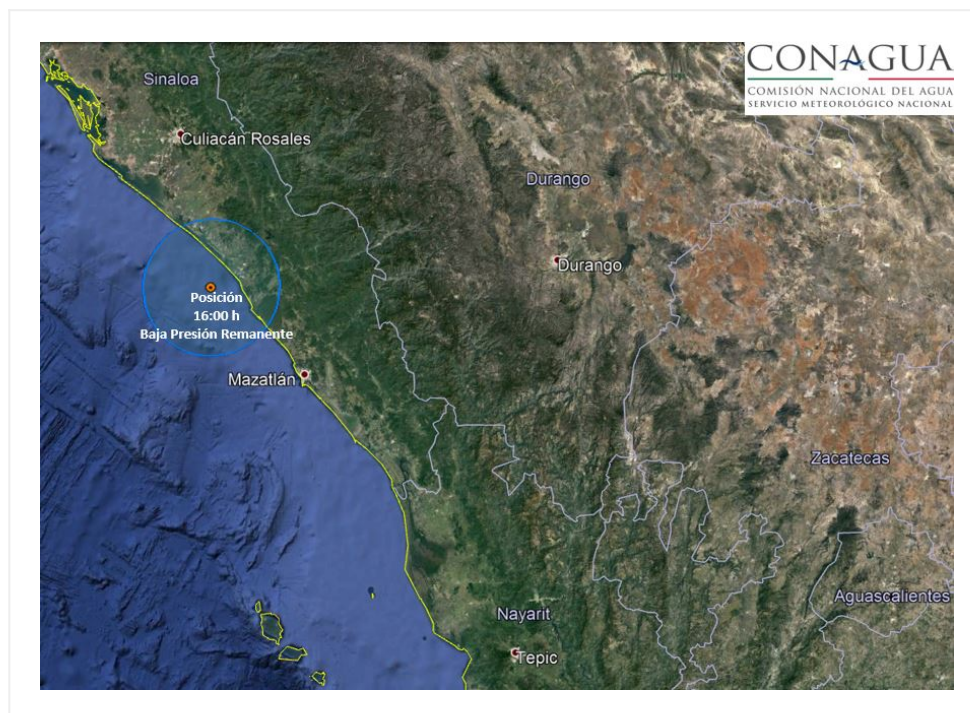 CONAGUA
COMISIÓN NACIONAL DEL AGUA
SERVICIO METEOROLÓGICO NACIONAL
Sinaloa
Culiacán Rosales
Durango
Durango
Posición
16:00 h
Baja Presión Remanente
Mazatlán
Zacatecas
Aguascalientes
Nayarit
Tepic